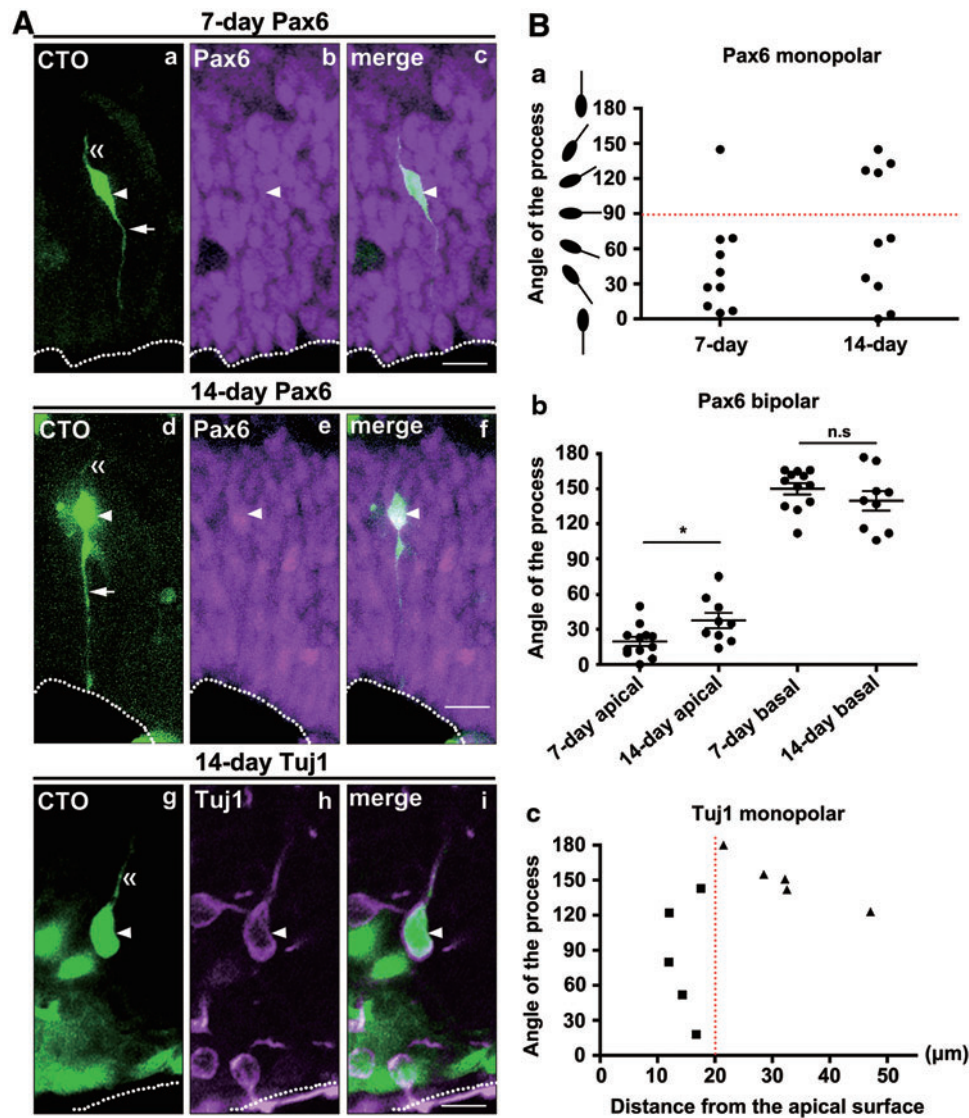 A
7-day Pax6
CTO a Pax6 b merge c
«
14-day Pax6
CTO d Pax6 e merge f
«
14-day Tuj1
CTO g Tuj1 h merge i
«
B
Pax6 monopolar
a
Angle of the process
180
150
120
90
60
30
0
7-day 14-day
b
Pax6 bipolar
n.s
*
Angle of the process
180
150
120
90
60
30
0
7-day apical
14-day apical
7-day basal
14-day basal
c
Tuj1 monopolar
Angle of the process
180
150
120
90
60
30
0
0 10 20 30 40 50 (μm)
Distance from the apical surface